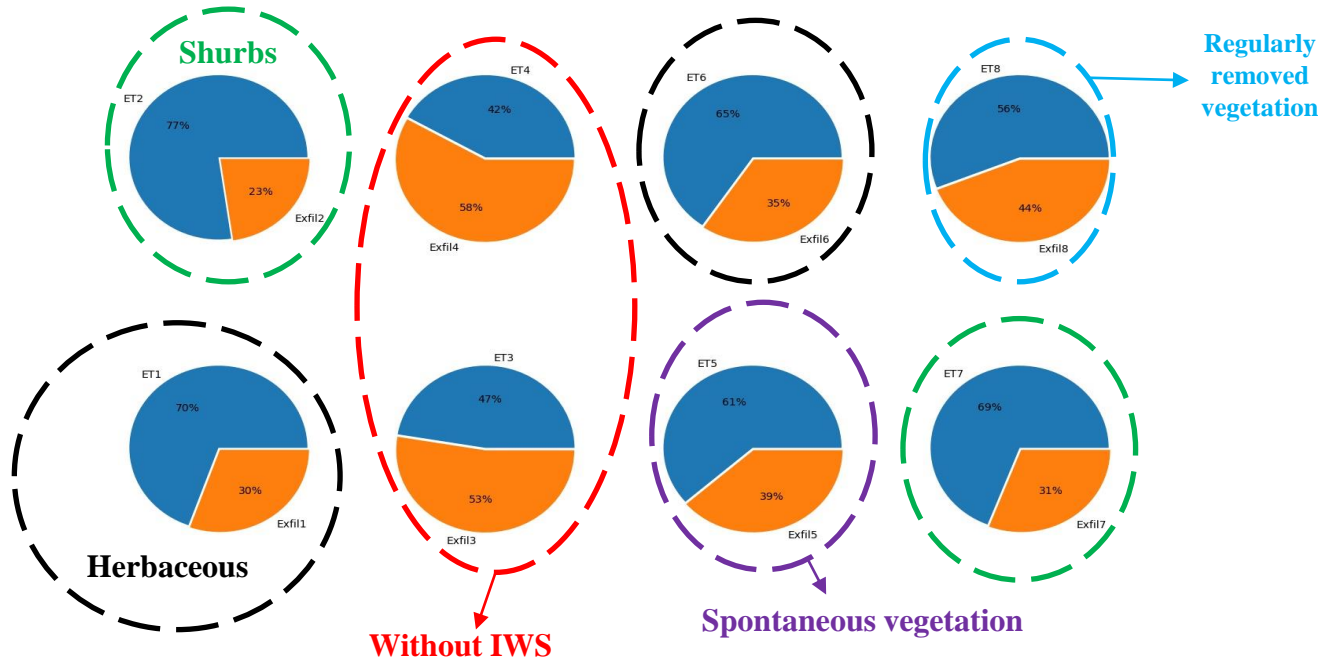 Shurbs
ET2
77%
23%
Exfil2
ET4
42%
58%
Exfil4
ET6
65%
35%
Exfil6
ET8
56%
44%
Exfil8
Regularly
removed
vegetation
ET1
70%
30%
Exfil1
Herbaceous
ET3
47%
53%
Exfil3
Without IWS
ET5
61%
39%
Exfil5
Spontaneous vegetation
ET7
69%
31%
Exfil7